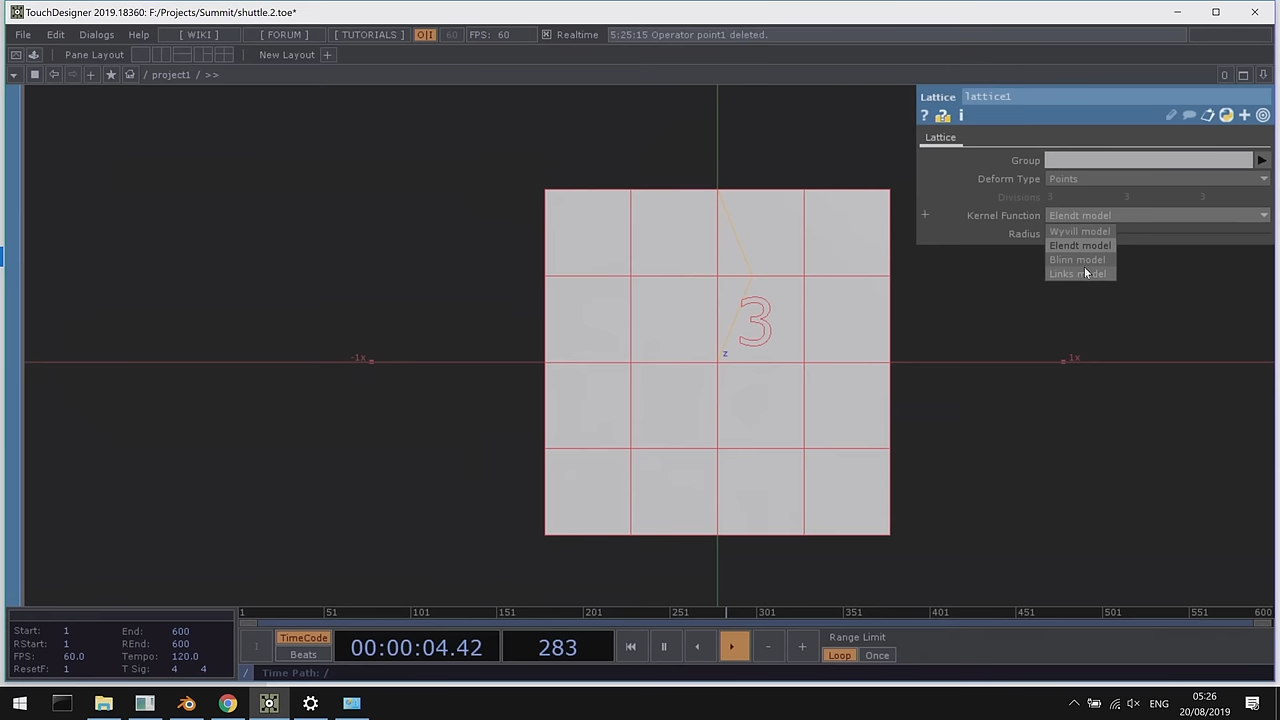 TouchDesigner 2019.18360: F:/Projects/Summit/shuttle.2.toe*
File Edit Dialogs Help [ WIKI ] [ FORUM ] [ TUTORIALS ] O|I 60 FPS: 60 Realtime 5:25:15 Operator point1 deleted.
Pane Layout New Layout +
/ project1 / >> 0
Lattice lattice1
? ? i
Lattice
Group
Deform Type Points
Divisions 3 3 3
+ Kernel Function Elendt model
Radius
Wyvill model
Elendt model
Blinn model
Links model
3
z
-1x 1x
1 51 101 151 201 251 301 351 401 451 501 551 600
Start: 1 End: 600
RStart: 1 REnd: 600
FPS: 60.0 Tempo: 120.0
ResetF: 1 T Sig: 4 4
TimeCode
Beats
00:00:04.42 283
- +
Range Limit
Loop Once
/ Time Path: /
ENG
05:26
20/08/2019